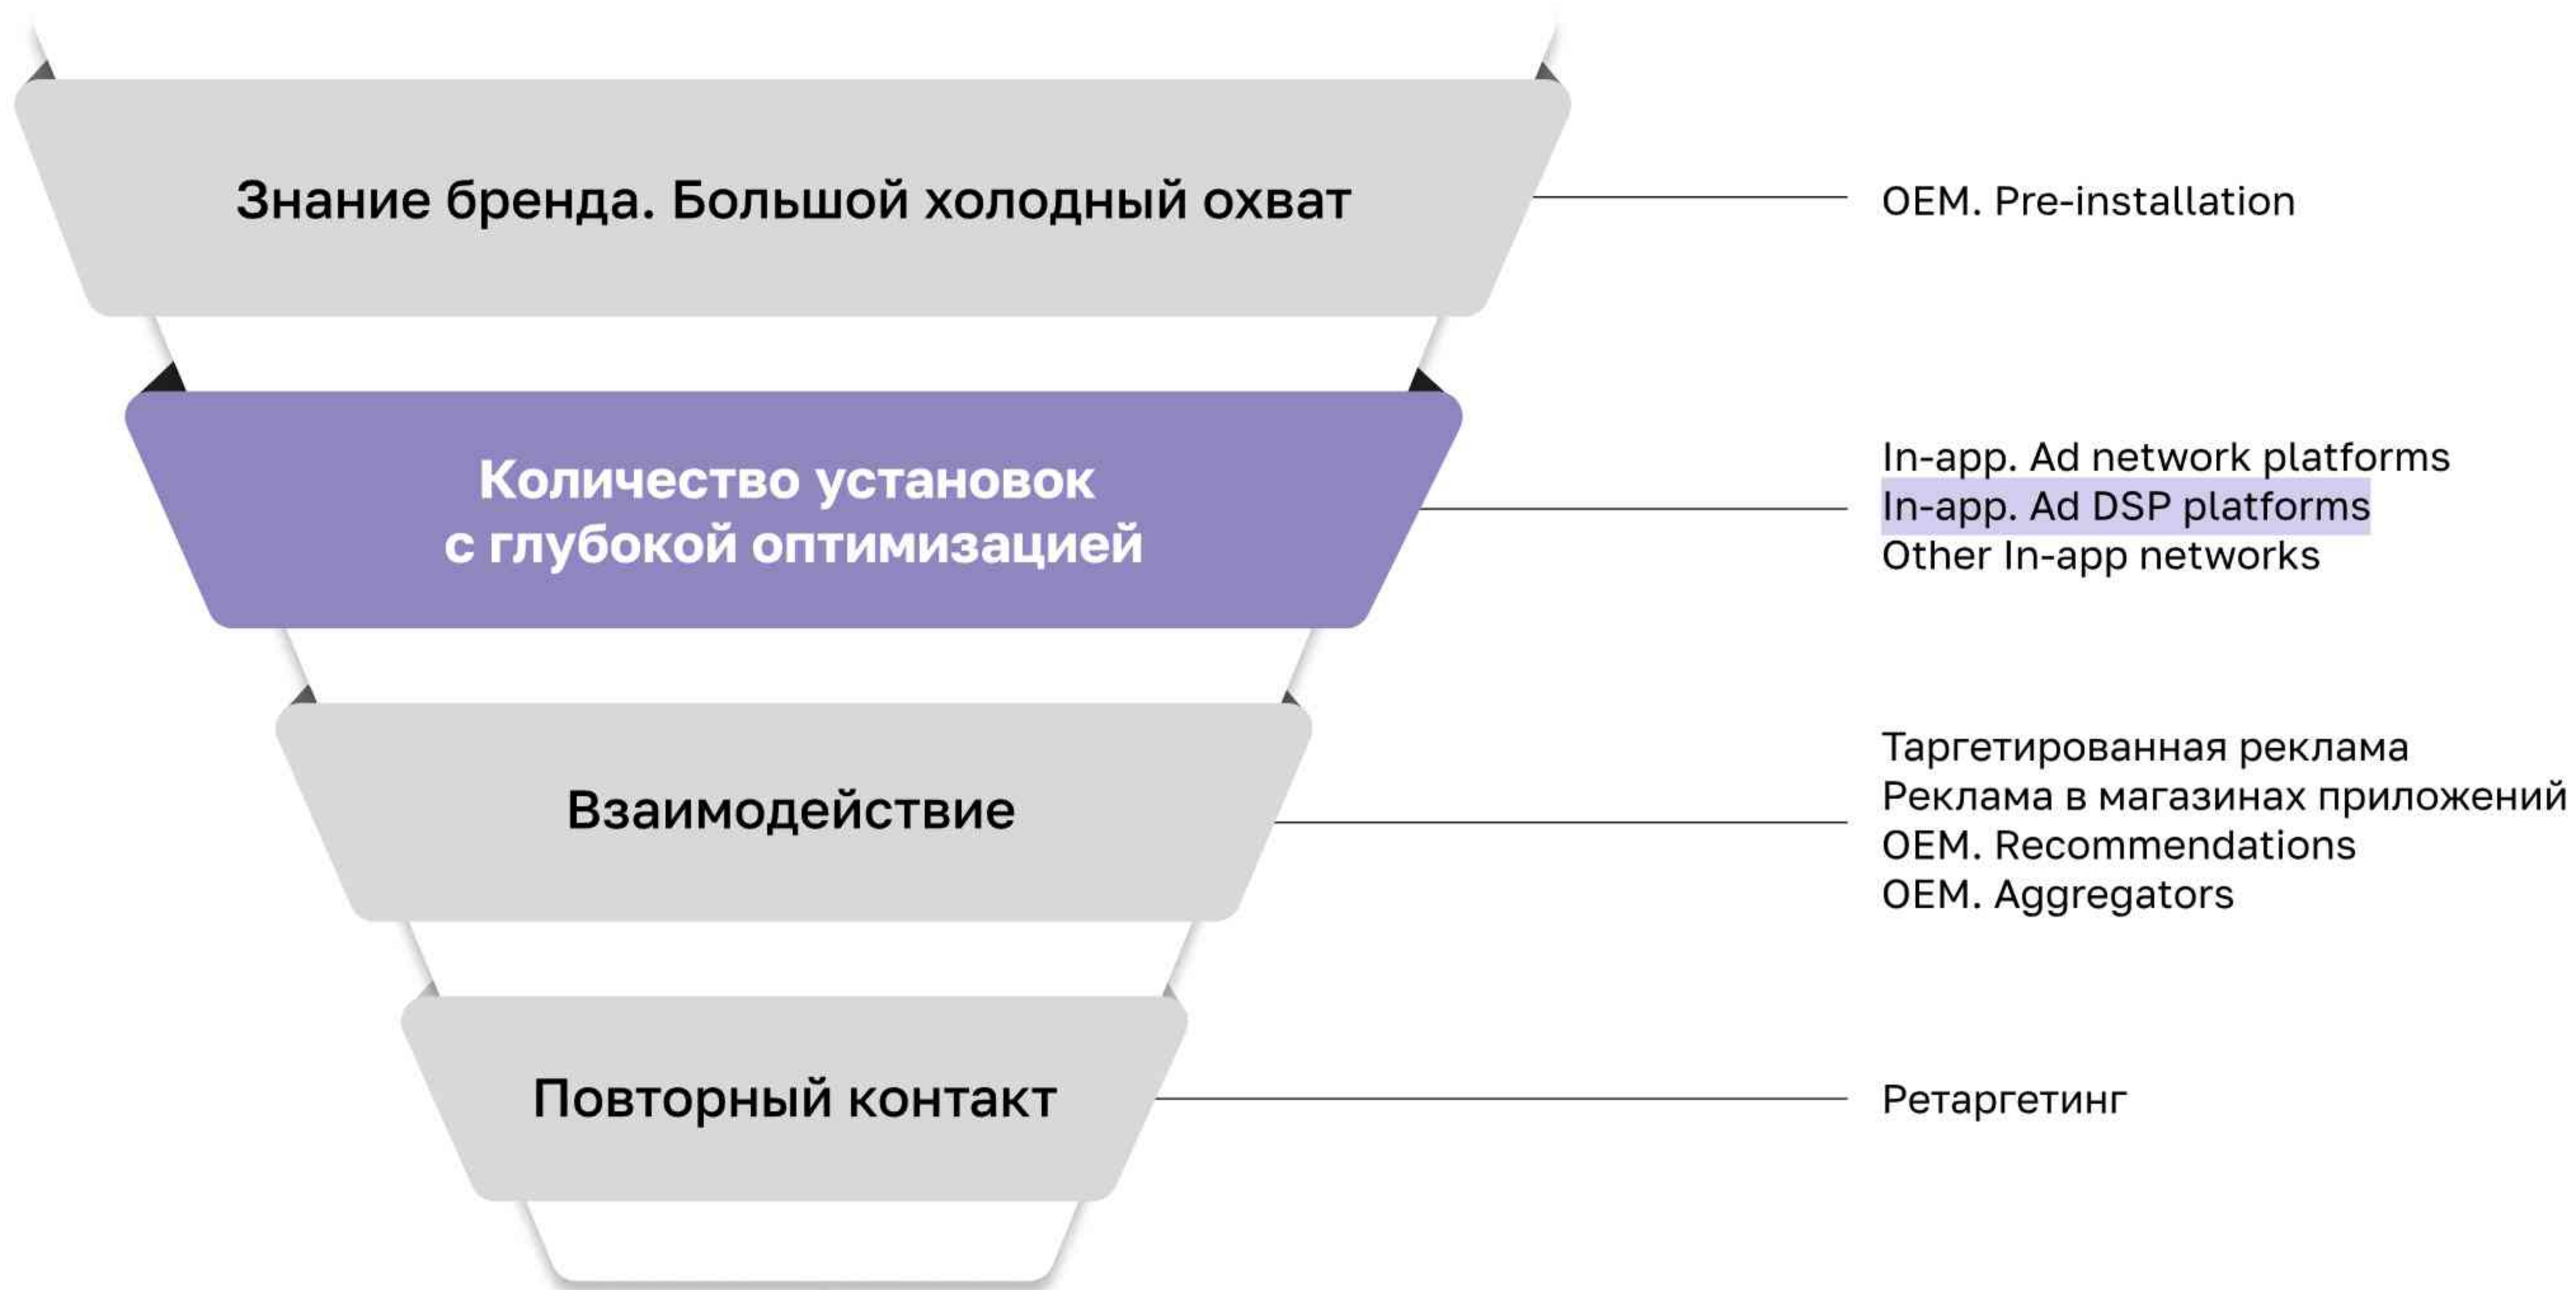 Знание бренда. Большой холодный охват
OEM. Pre-installation
Количество установок
с глубокой оптимизацией
In-app. Ad network platforms
In-app. Ad DSP platforms
Other In-app networks
Взаимодействие
Таргетированная реклама
Реклама в магазинах приложений
OEM. Recommendations
OEM. Aggregators
Повторный контакт
Ретаргетинг